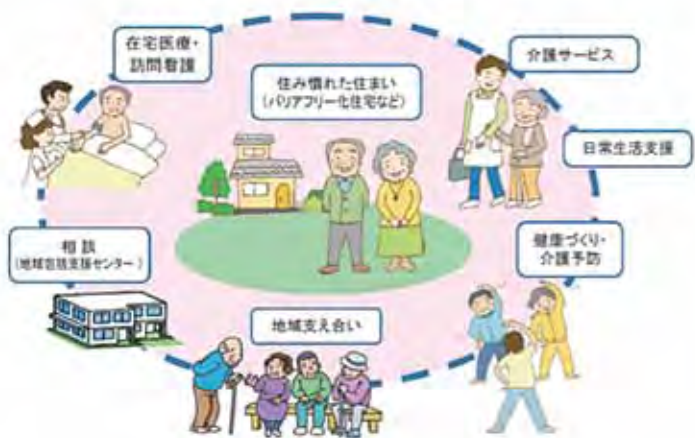 在宅医療・
訪問看護
住み慣れた住まい
(バリアフリー化住宅など)
介護サービス
日常生活支援
相談
(地域包括支援センター)
健康づくり・
介護予防
地域支え合い